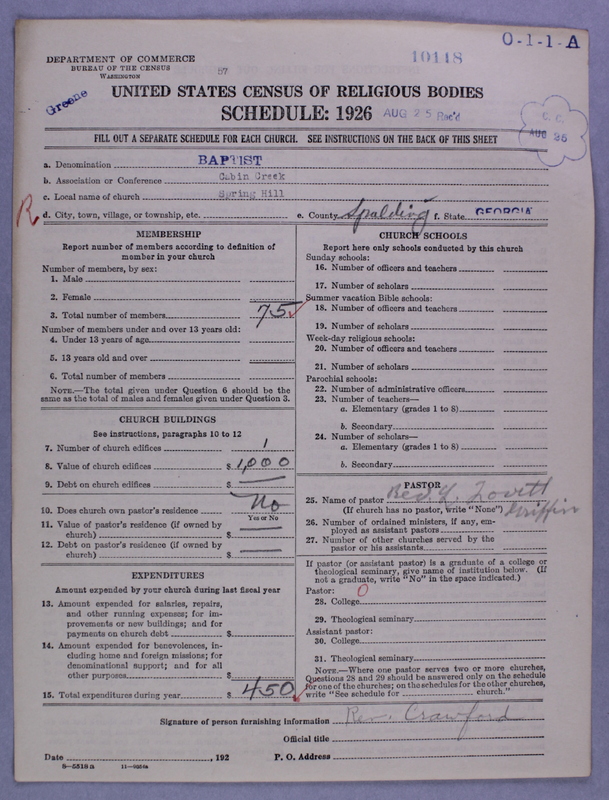 O-1-1-A
10118
DEPARTMENT OF COMMERCE
BUREAU OF THE CENSUS
WASHINGTON
57
Greene
UNITED STATES CENSUS OF RELIGIOUS BODIES
SCHEDULE: 1926
AUG 25 Rec'd
C. C.
AUG 26
FILL OUT A SEPARATE SCHEDULE FOR EACH CHURCH. SEE INSTRUCTIONS ON THE BACK OF THIS SHEET
a. Denomination BAPTIST
b. Association or Conference Cabin Creek
c. Local name of church Spring Hill
R
d. City, town, village, or township, etc. e. County Spalding f. State GEORGIA
MEMBERSHIP
Report number of members according to definition of
member in your church
Number of members, by sex:
1. Male
2. Female
3. Total number of members 75
Number of members under and over 13 years old:
4. Under 13 years of age
5. 13 years old and over
6. Total number of members
NOTE.—The total given under Question 6 should be the
same as the total of males and females given under Question 3.
CHURCH BUILDINGS
See instructions, paragraphs 10 to 12
7. Number of church edifices 1
8. Value of church edifices $ 1,000
9. Debt on church edifices $
10. Does church own pastor's residence No
Yes or No
11. Value of pastor's residence (if owned by
church) $
12. Debt on pastor's residence (if owned by
church) $
EXPENDITURES
Amount expended by your church during last fiscal year
13. Amount expended for salaries, repairs,
and other running expenses; for im-
provements or new buildings; and for
payments on church debt $
14. Amount expended for benevolences, in-
cluding home and foreign missions; for
denominational support; and for all
other purposes $
15. Total expenditures during year $ 450
CHURCH SCHOOLS
Report here only schools conducted by this church
Sunday schools:
16. Number of officers and teachers
17. Number of scholars
Summer vacation Bible schools:
18. Number of officers and teachers
19. Number of scholars
Week-day religious schools:
20. Number of officers and teachers
21. Number of scholars
Parochial schools:
22. Number of administrative officers
23. Number of teachers—
a. Elementary (grades 1 to 8)
b. Secondary
24. Number of scholars—
a. Elementary (grades 1 to 8)
b. Secondary
PASTOR
25. Name of pastor Rev. L. Lovett
(If church has no pastor, write "None") Griffin
26. Number of ordained ministers, if any, em-
ployed as assistant pastors
27. Number of other churches served by the
pastor or his assistants
If pastor (or assistant pastor) is a graduate of a college or
theological seminary, give name of institution below. (If
not a graduate, write "No" in the space indicated.)
Pastor: O
28. College
29. Theological seminary
Assistant pastor:
30. College
31. Theological seminary
NOTE.—Where one pastor serves two or more churches,
Questions 28 and 29 should be answered only on the schedule
for one of the churches; on the schedules for the other churches,
write "See schedule for church."
Signature of person furnishing information Rev. Crawford
Official title
Date , 192 P. O. Address
8—5518a